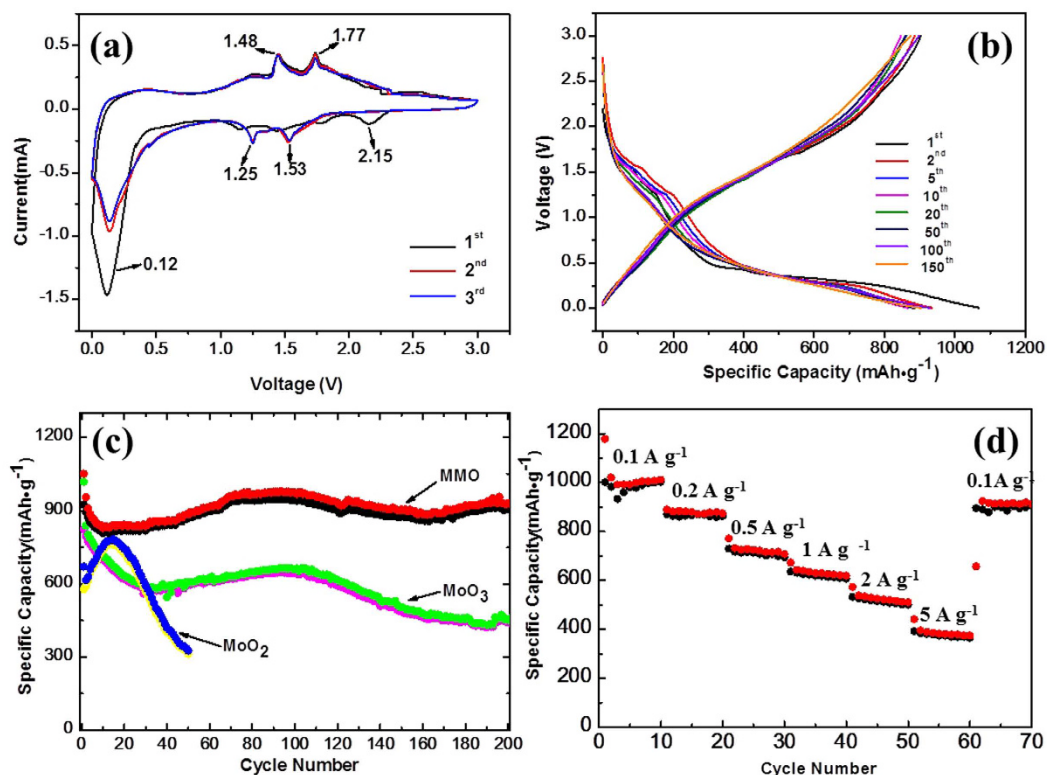 (a)
1.48
1.77
0.5
0.0
-0.5
-1.0
-1.5
Current(mA)
1.25
1.53
2.15
0.12
1st
2nd
3rd
0.0 0.5 1.0 1.5 2.0 2.5 3.0
Voltage (V)
(b)
3.0
2.5
2.0
1.5
1.0
0.5
0.0
Voltage (V)
1st
2nd
5th
10th
20th
50th
100th
150th
0 200 400 600 800 1000 1200
Specific Capacity (mAh•g-1)
(c)
1200
900
600
300
0
Specific Capacity(mAh•g-1)
MMO
MoO3
MoO2
0 20 40 60 80 100 120 140 160 180 200
Cycle Number
(d)
1200
1000
800
600
400
200
0
Specific Capacity(mAh•g-1)
0.1 A g-1
0.2 A g-1
0.5 A g-1
1 A g-1
2 A g-1
5 A g-1
0.1A g-1
0 10 20 30 40 50 60 70
Cycle Number